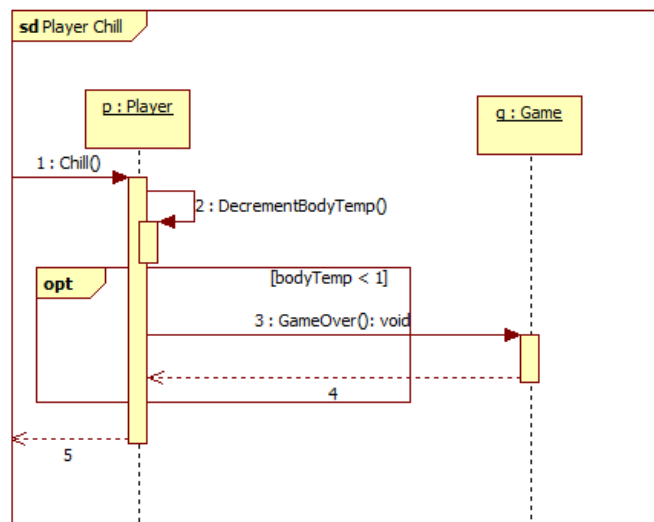 sd Player Chill
p : Player
g : Game
1 : Chill()
2 : DecrementBodyTemp()
opt
[bodyTemp < 1]
3 : GameOver(): void
4
5